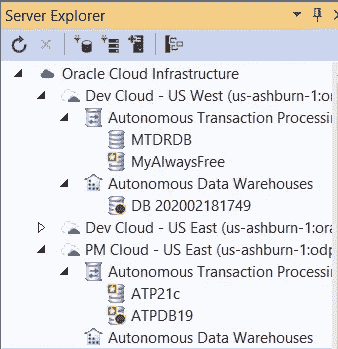 Server Explorer
Oracle Cloud Infrastructure
Dev Cloud - US West (us-ashburn-1:or
Autonomous Transaction Processin
MTDRDB
MyAlwaysFree
Autonomous Data Warehouses
DB 202002181749
Dev Cloud - US East (us-ashburn-1:ora
PM Cloud - US East (us-ashburn-1:odp
Autonomous Transaction Processin
ATP21c
ATPDB19
Autonomous Data Warehouses